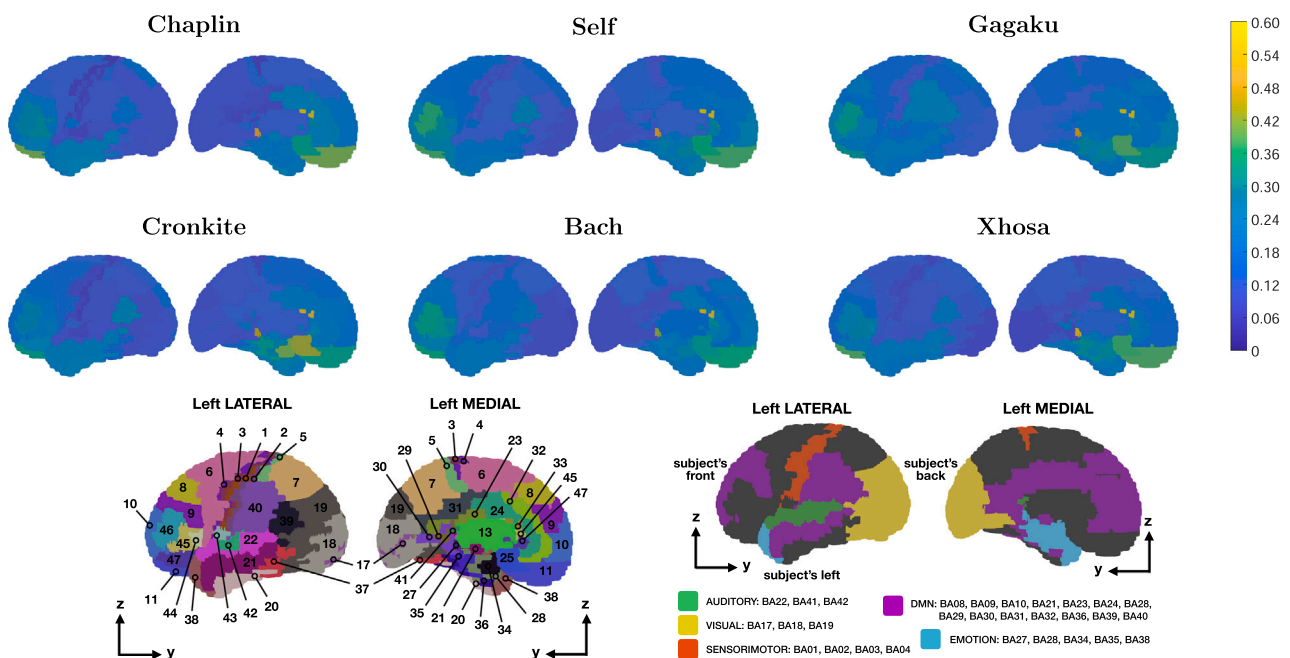 Chaplin
Self
Gagaku
0.60
0.54
0.48
0.42
0.36
0.30
0.24
0.18
0.12
0.06
0
Cronkite
Bach
Xhosa
Left LATERAL
Left MEDIAL
4 3 1 2 5
6
8
7
10
9
40
19
46
39
45
22
18
47
21
17
11
44
38
43
42
20
37
3 4
5
23
29
32
30
33
45
47
6
7
8
19
31
24
9
18
13
10
25
11
41
27
35
21
20
36
34
28
38
z
y
z
y
Left LATERAL
Left MEDIAL
subject's
front
subject's
back
z
y
subject's left
z
y
AUDITORY: BA22, BA41, BA42
VISUAL: BA17, BA18, BA19
SENSORIMOTOR: BA01, BA02, BA03, BA04
DMN: BA08, BA09, BA10, BA21, BA23, BA24, BA28,
BA29, BA30, BA31, BA32, BA36, BA39, BA40
EMOTION: BA27, BA28, BA34, BA35, BA38